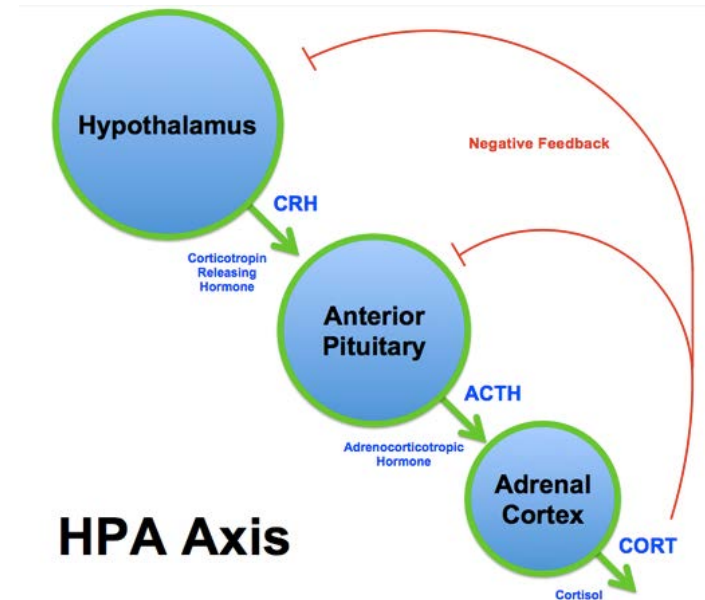 Hypothalamus
Negative Feedback
CRH
Corticotropin
Releasing
Hormone
Anterior
Pituitary
ACTH
Adrenocorticotropic
Hormone
Adrenal
Cortex
HPA Axis
CORT
Cortisol